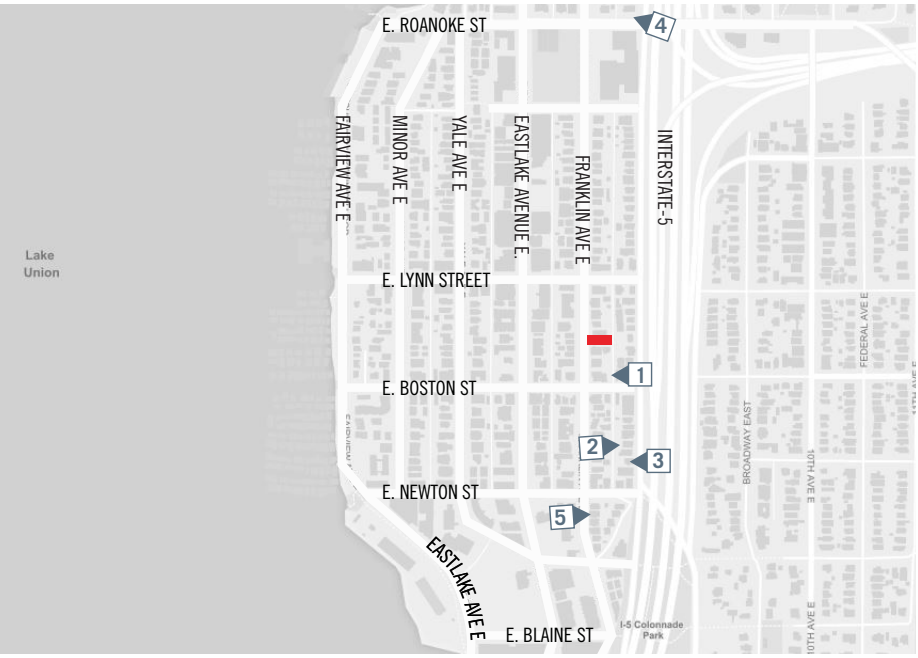 E. ROANOKE ST
4
FAIRVIEW AVE E
MINOR AVE E
YALE AVE E
EASTLAKE AVENUE E.
FRANKLIN AVE E
INTERSTATE-5
Lake
Union
E. LYNN STREET
FEDERAL AVE E
1
E. BOSTON ST
11TH AVE E
BROADWAY EAST
2
3
10TH AVE E
E. NEWTON ST
5
EASTLAKE AVE E
E. BLAINE ST
I-5 Colonnade
Park
10TH AVE E